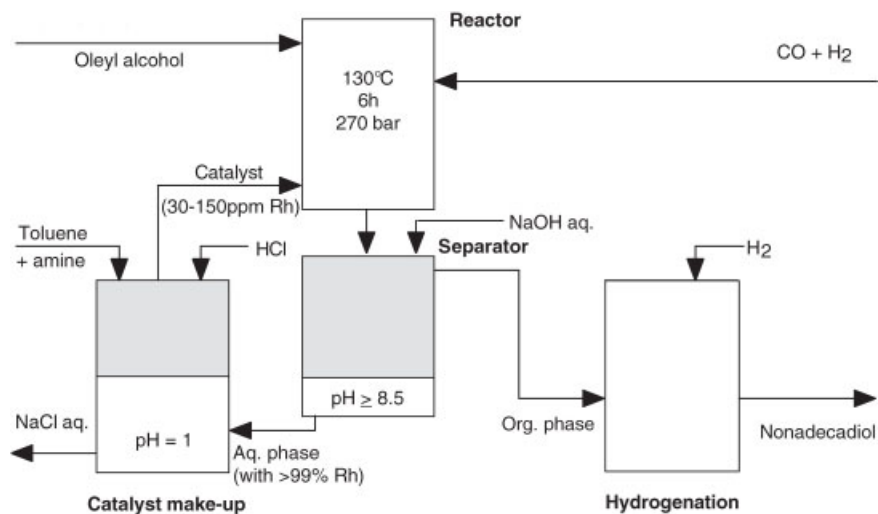 Reactor
Oleyl alcohol
CO + H2
130°C
6h
270 bar
Catalyst
(30-150ppm Rh)
NaOH aq.
Toluene
+ amine
HCl
Separator
H2
pH ≥ 8.5
NaCl aq.
pH = 1
Org. phase
Nonadecadiol
Aq. phase
(with >99% Rh)
Catalyst make-up
Hydrogenation